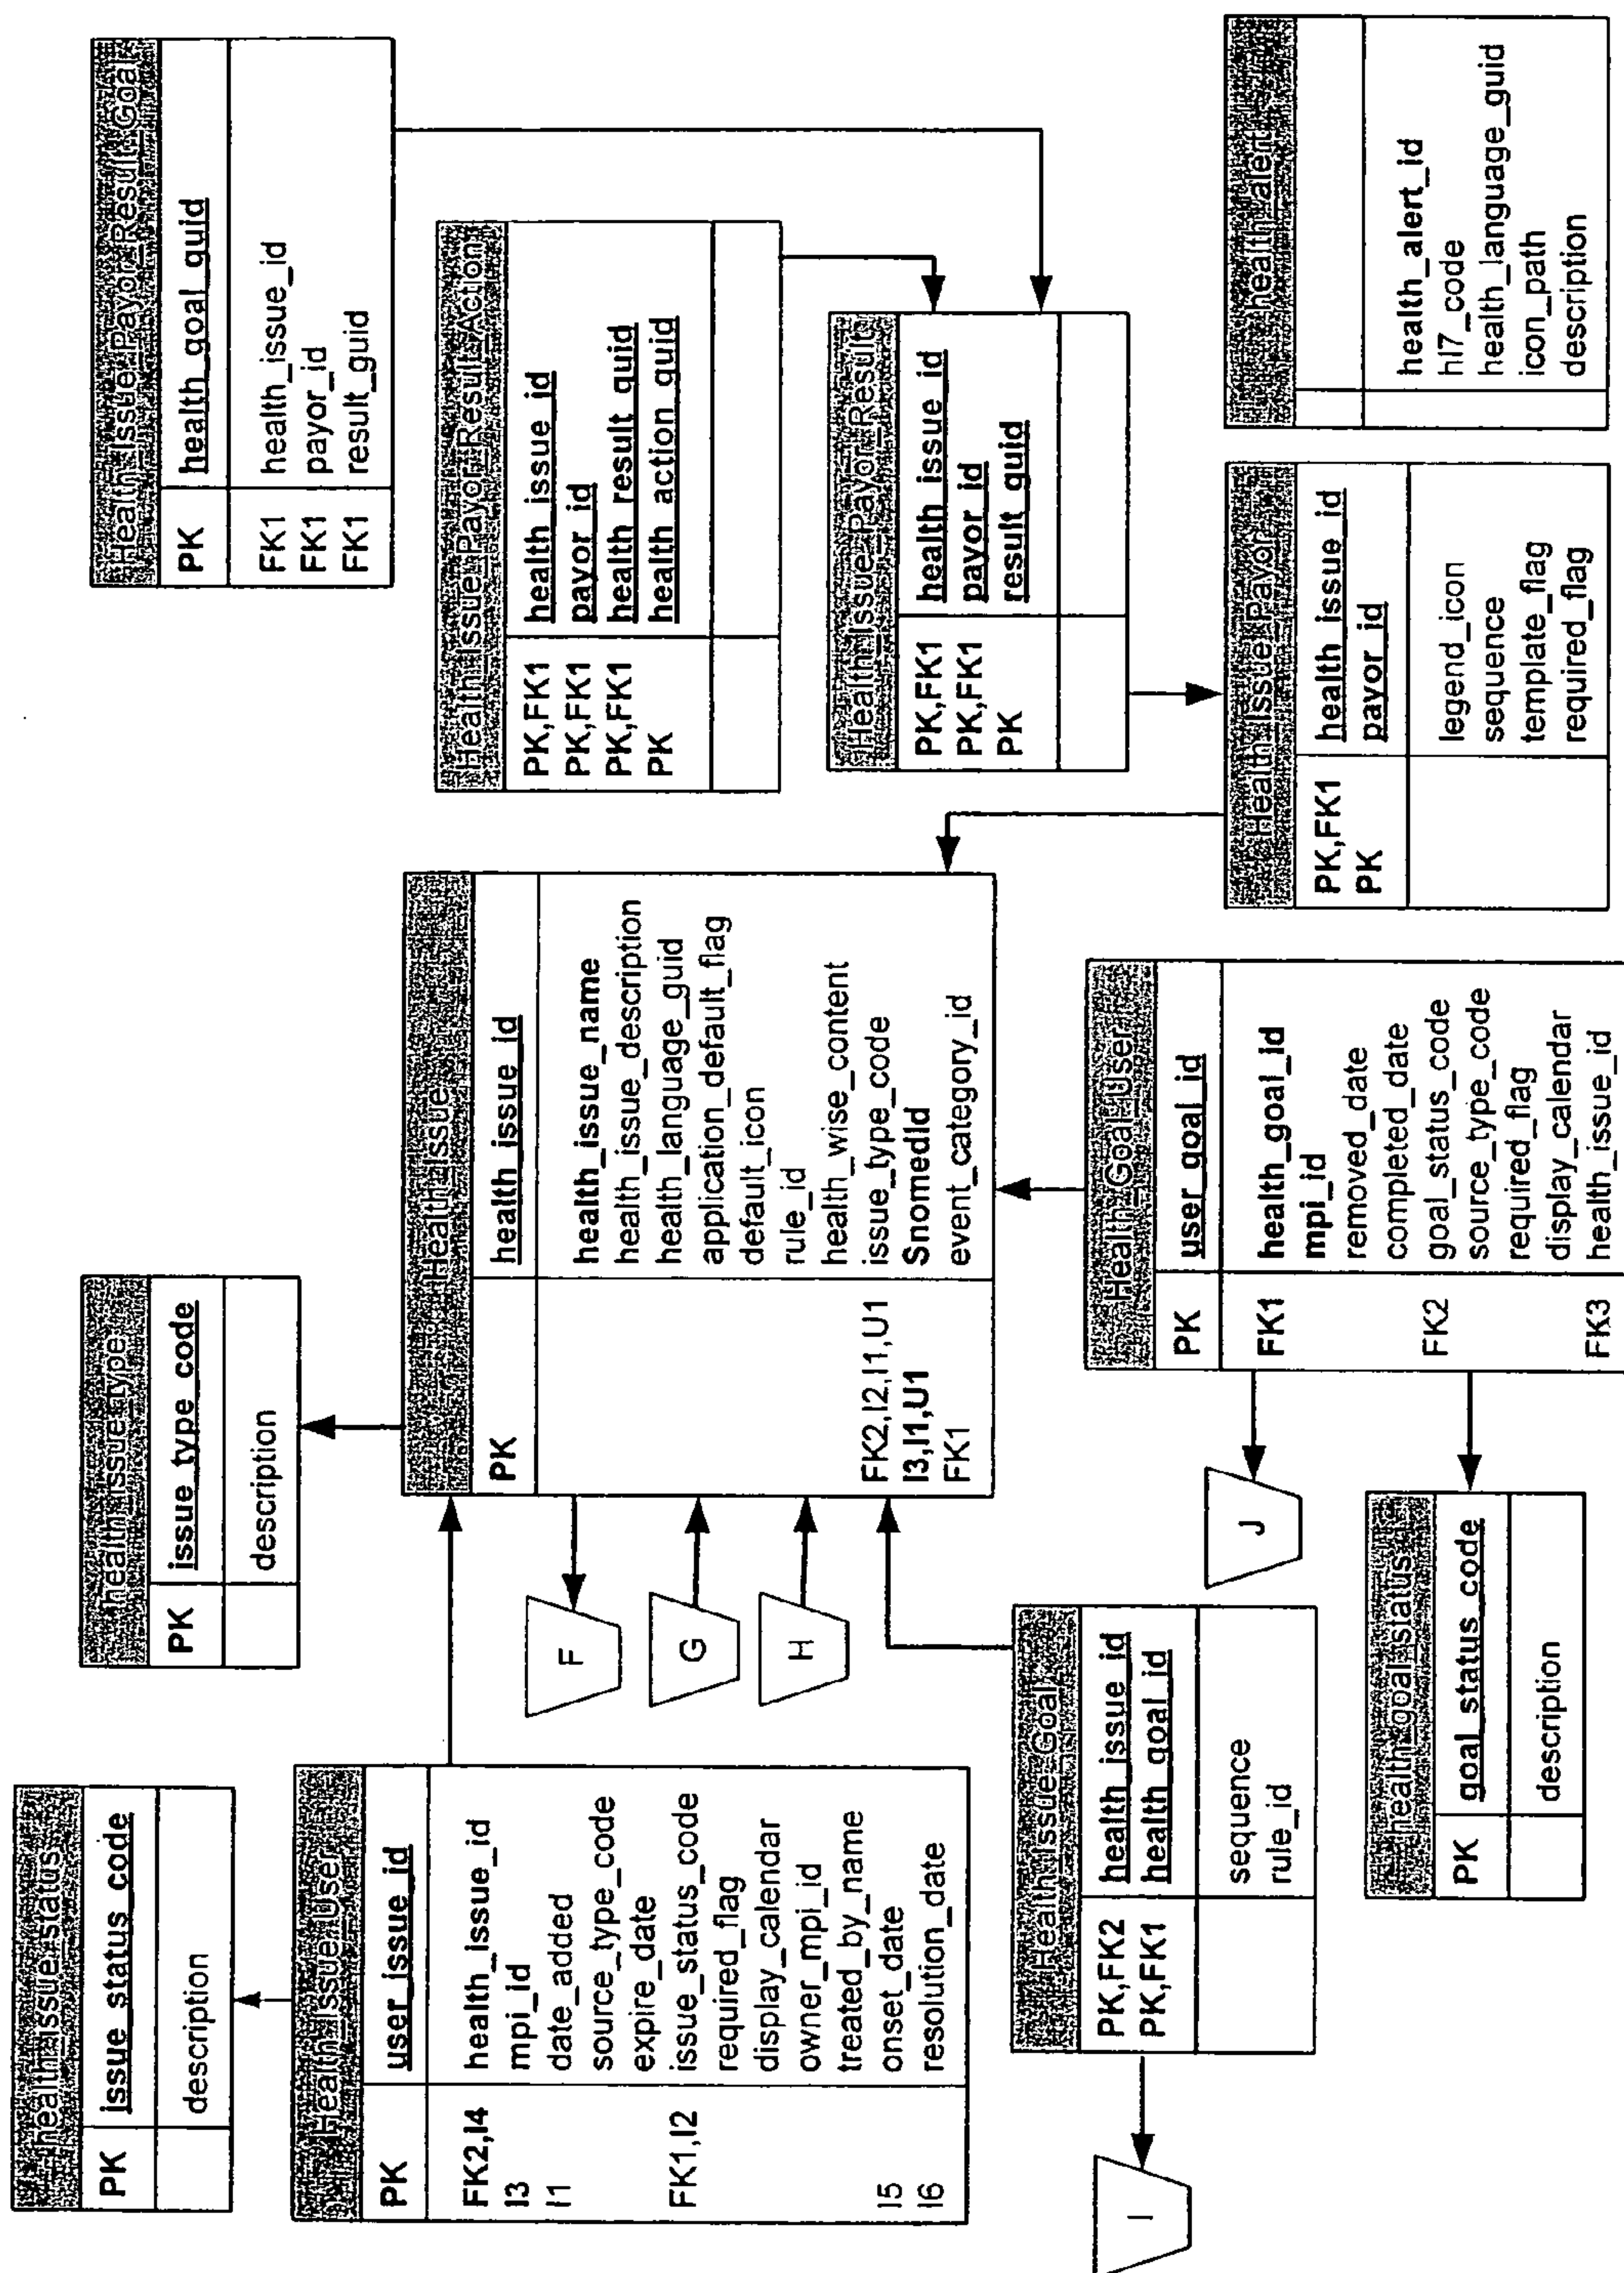 health_issue_status
PK issue_status_code
description
Health_Issue_User
PK user_issue_id
FK2,I4 health_issue_id
I3 mpi_id
I1 date_added
source_type_code
expire_date
FK1,I2 issue_status_code
required_flag
display_calendar
owner_mpi_id
treated_by_name
I5 onset_date
I6 resolution_date
health_issue_type
PK issue_type_code
description
Health_Issue
PK health_issue_id
health_issue_name
health_issue_description
health_language_guid
application_default_flag
default_icon
rule_id
health_wise_content
FK2,I2,I1,U1 issue_type_code
I3,I1,U1 SnomedId
FK1 event_category_id
F
G
H
I
J
Health_Issue_Goal
PK,FK2 health_issue_id
PK,FK1 health_goal_id
sequence
rule_id
health_goal_status
PK goal_status_code
description
Health_Goal_User
PK user_goal_id
FK1 health_goal_id
mpi_id
removed_date
completed_date
FK2 goal_status_code
source_type_code
required_flag
display_calendar
FK3 health_issue_id
Health_Issue_Payor_Result_Goal
PK health_goal_guid
FK1 health_issue_id
FK1 payor_id
FK1 result_guid
Health_Issue_Payor_Result_Action
PK,FK1 health_issue_id
PK,FK1 payor_id
PK,FK1 health_result_guid
PK health_action_guid
Health_Issue_Payor_Result
PK,FK1 health_issue_id
PK,FK1 payor_id
PK result_guid
Health_Issue_Payor
PK,FK1 health_issue_id
PK payor_id
legend_icon
sequence
template_flag
required_flag
health_alert
health_alert_id
hl7_code
health_language_guid
icon_path
description